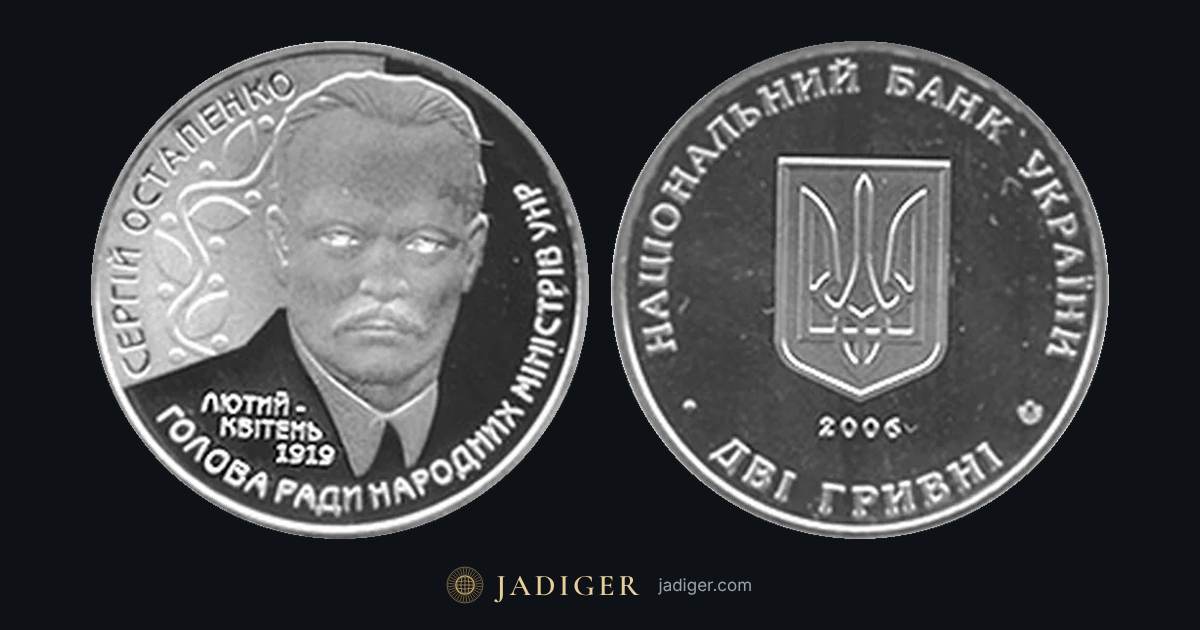 СЕРГІЙ ОСТАПЕНКО
ЛЮТИЙ -
КВІТЕНЬ
1919
ГОЛОВА РАДИ НАРОДНИХ МІНІСТРІВ УНР
НАЦІОНАЛЬНИЙ БАНК УКРАЇНИ
2006
ДВІ ГРИВНІ
JADIGER
jadiger.com